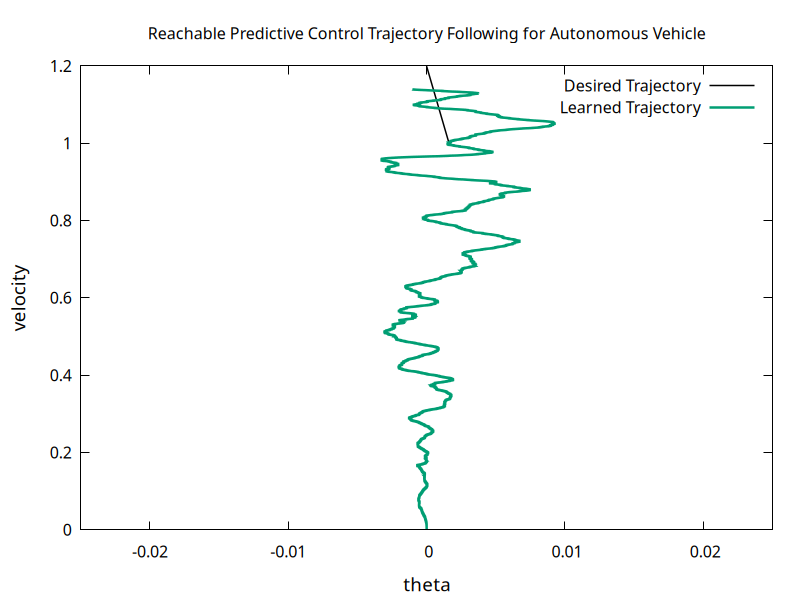 Reachable Predictive Control Trajectory Following for Autonomous Vehicle
Desired Trajectory
Learned Trajectory
velocity
1.2
1
0.8
0.6
0.4
0.2
0
-0.02 -0.01 0 0.01 0.02
theta